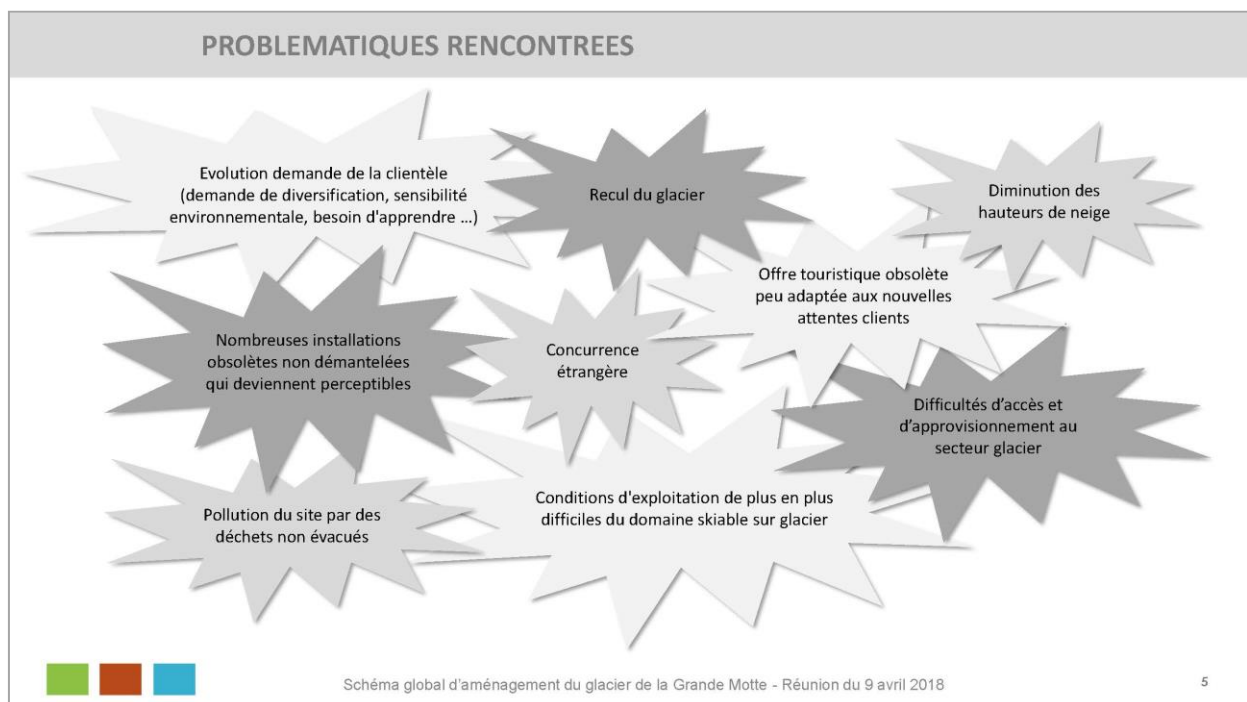 PROBLEMATIQUES RENCONTREES
Evolution demande de la clientèle
(demande de diversification, sensibilité
environnementale, besoin d'apprendre ...)
Recul du glacier
Diminution des
hauteurs de neige
Offre touristique obsolète
peu adaptée aux nouvelles
attentes clients
Nombreuses installations
obsolètes non démantelées
qui deviennent perceptibles
Concurrence
étrangère
Difficultés d’accès et
d’approvisionnement au
secteur glacier
Pollution du site par des
déchets non évacués
Conditions d'exploitation de plus en plus
difficiles du domaine skiable sur glacier
Schéma global d’aménagement du glacier de la Grande Motte - Réunion du 9 avril 2018
5